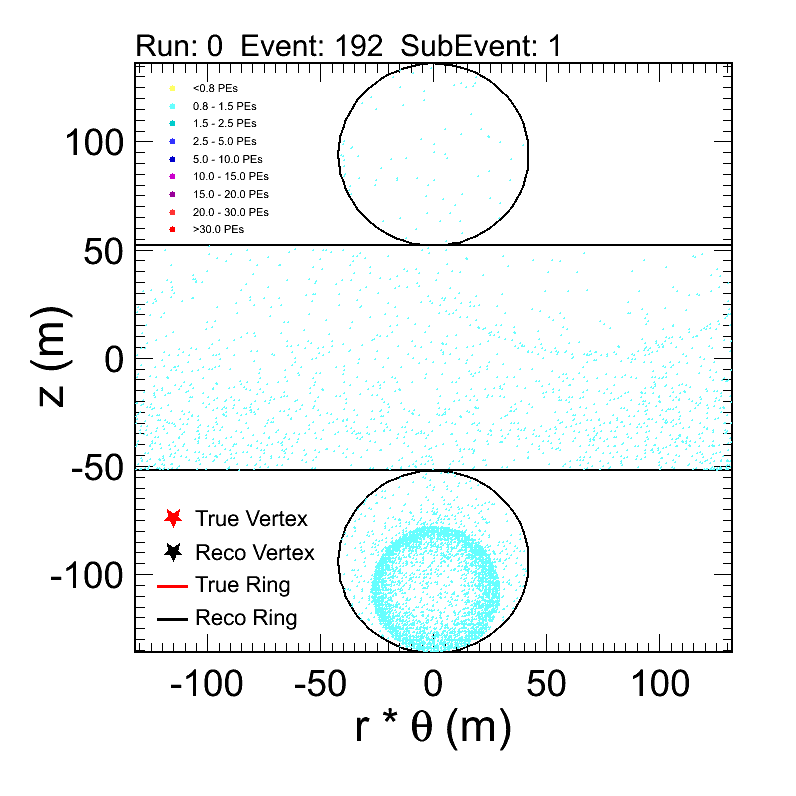 Run: 0 Event: 192 SubEvent: 1
<0.8 PEs
0.8 - 1.5 PEs
1.5 - 2.5 PEs
2.5 - 5.0 PEs
5.0 - 10.0 PEs
10.0 - 15.0 PEs
15.0 - 20.0 PEs
20.0 - 30.0 PEs
>30.0 PEs
100
50
0
-50
-100
z (m)
True Vertex
Reco Vertex
True Ring
Reco Ring
-100 -50 0 50 100
r * θ (m)